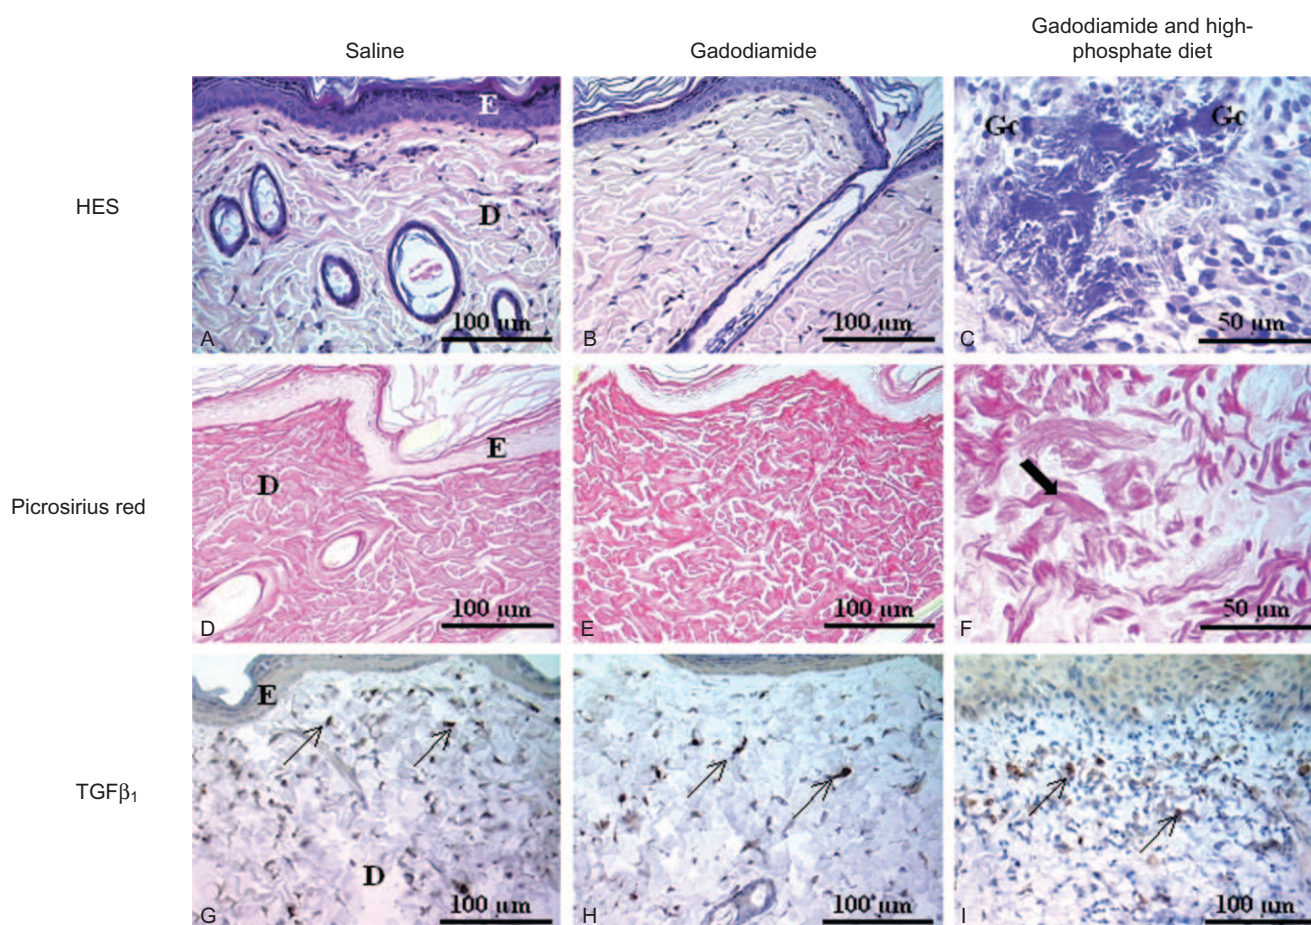 Saline
Gadodiamide
Gadodiamide and high-
phosphate diet
HES
E
D
A
100 µm
B
100 µm
Gc
Gc
C
50 µm
Picrosirius red
D
E
D
100 µm
E
100 µm
F
50 µm
TGFβ₁
E
D
G
100 µm
H
100 µm
I
100 µm